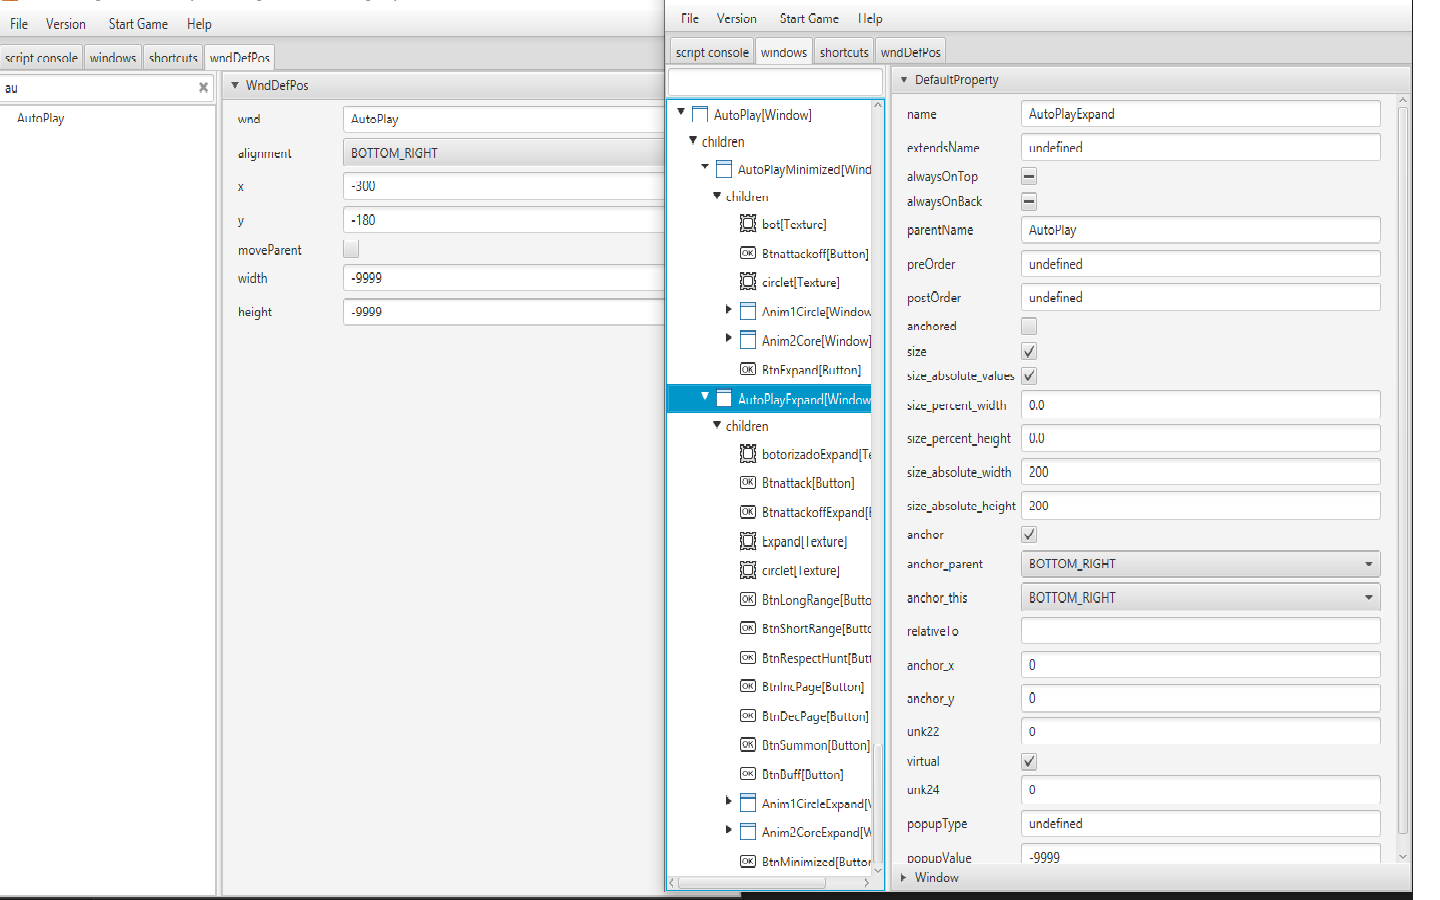 File Version Start Game Help
script console windows shortcuts wndDefPos
au
AutoPlay
WndDefPos
wnd AutoPlay
alignment BOTTOM_RIGHT
x -300
y -180
moveParent
width -9999
height -9999
File Version Start Game Help
script console windows shortcuts wndDefPos
AutoPlay[Window]
children
AutoPlayMinimized[Wind
children
bot[Texture]
Btnattackoff[Button]
circlet[Texture]
Anim1Circle[Window
Anim2Core[Window]
BtnExpand[Button]
AutoPlayExpand[Window
children
botorizadoExpand[Te
Btnattack[Button]
BtnattackoffExpand[B
Expand[Texture]
circlet[Texture]
BtnLongRange[Butto
BtnShortRange[Butto
BtnRespectHunt[Butt
BtnIncPage[Button]
BtnDecPage[Button]
BtnSummon[Button]
BtnBuff[Button]
Anim1CircleExpand[W
Anim2CoreExpand[W
BtnMinimized[Button
DefaultProperty
name AutoPlayExpand
extendsName undefined
alwaysOnTop
alwaysOnBack
parentName AutoPlay
preOrder undefined
postOrder undefined
anchored
size
size_absolute_values
size_percent_width 0.0
size_percent_height 0.0
size_absolute_width 200
size_absolute_height 200
anchor
anchor_parent BOTTOM_RIGHT
anchor_this BOTTOM_RIGHT
relativeTo
anchor_x 0
anchor_y 0
unk22 0
virtual
unk24 0
popupType undefined
popupValue -9999
Window